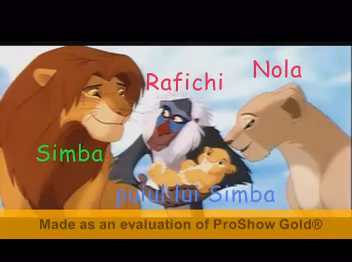 Rafichi
Nola
Simba
puiul lui Simba
Made as an evaluation of ProShow Gold®